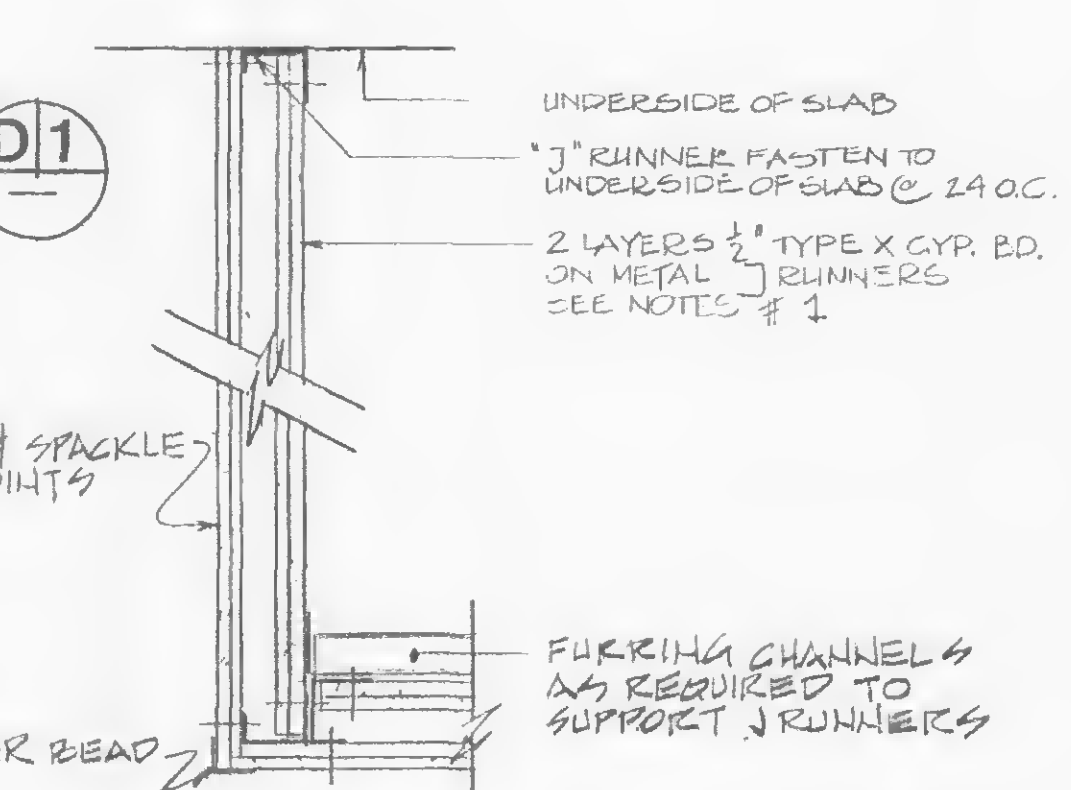 D 1
UNDERSIDE OF SLAB
"J" RUNNER FASTEN TO
UNDERSIDE OF SLAB @ 24 O.C.
2 LAYERS ½" TYPE X GYP. BD.
ON METAL J RUNNERS
SEE NOTES # 1
SPACKLE
FURRING CHANNELS
AS REQUIRED TO
SUPPORT J RUNNERS
BEAD